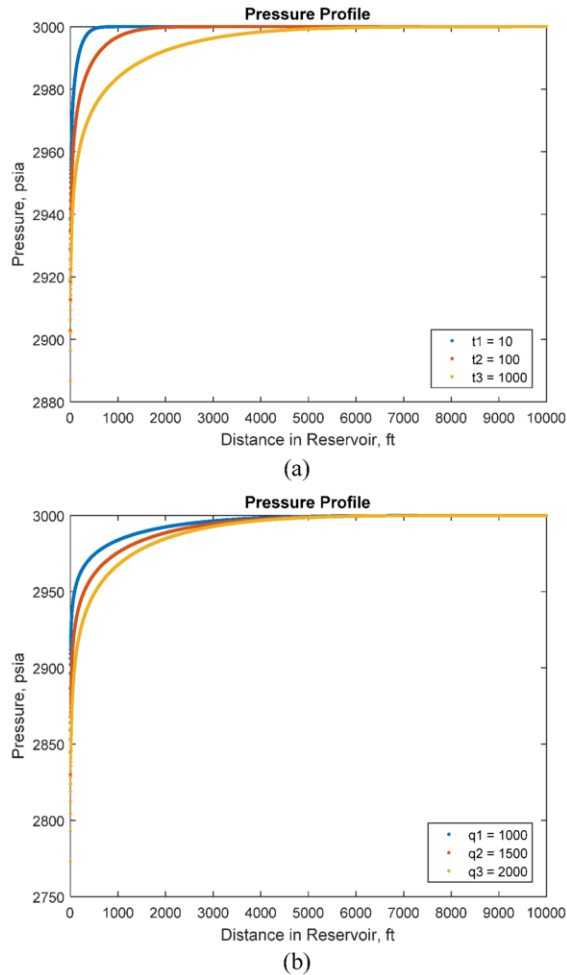 Pressure Profile
3000
2980
2960
2940
2920
2900
2880
Pressure, psia
t1 = 10
t2 = 100
t3 = 1000
0 1000 2000 3000 4000 5000 6000 7000 8000 9000 10000
Distance in Reservoir, ft
(a)
Pressure Profile
3000
2950
2900
2850
2800
2750
Pressure, psia
q1 = 1000
q2 = 1500
q3 = 2000
0 1000 2000 3000 4000 5000 6000 7000 8000 9000 10000
Distance in Reservoir, ft
(b)